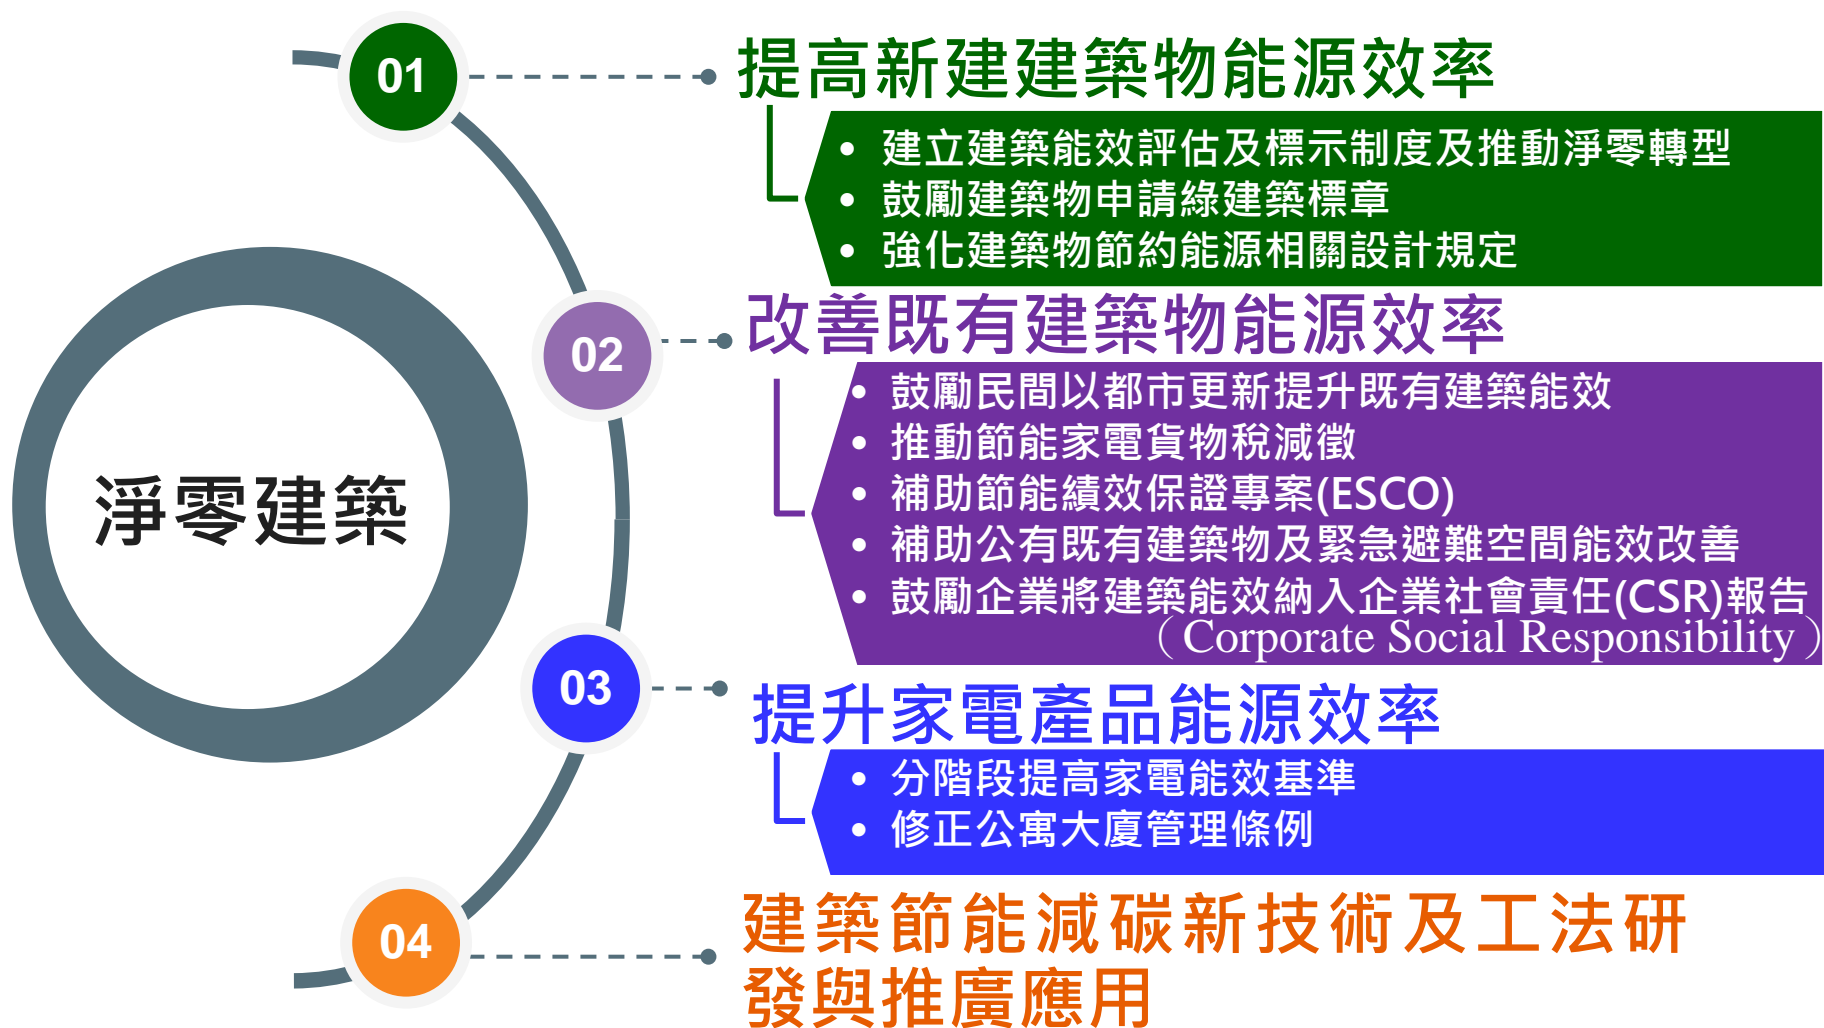 淨零建築
01
提高新建建築物能源效率
• 建立建築能效評估及標示制度及推動淨零轉型
• 鼓勵建築物申請綠建築標章
• 強化建築物節約能源相關設計規定
02
改善既有建築物能源效率
• 鼓勵民間以都市更新提升既有建築能效
• 推動節能家電貨物稅減徵
• 補助節能績效保證專案(ESCO)
• 補助公有既有建築物及緊急避難空間能效改善
• 鼓勵企業將建築能效納入企業社會責任(CSR)報告
（Corporate Social Responsibility）
03
提升家電產品能源效率
• 分階段提高家電能效基準
• 修正公寓大廈管理條例
04
建築節能減碳新技術及工法研
發與推廣應用